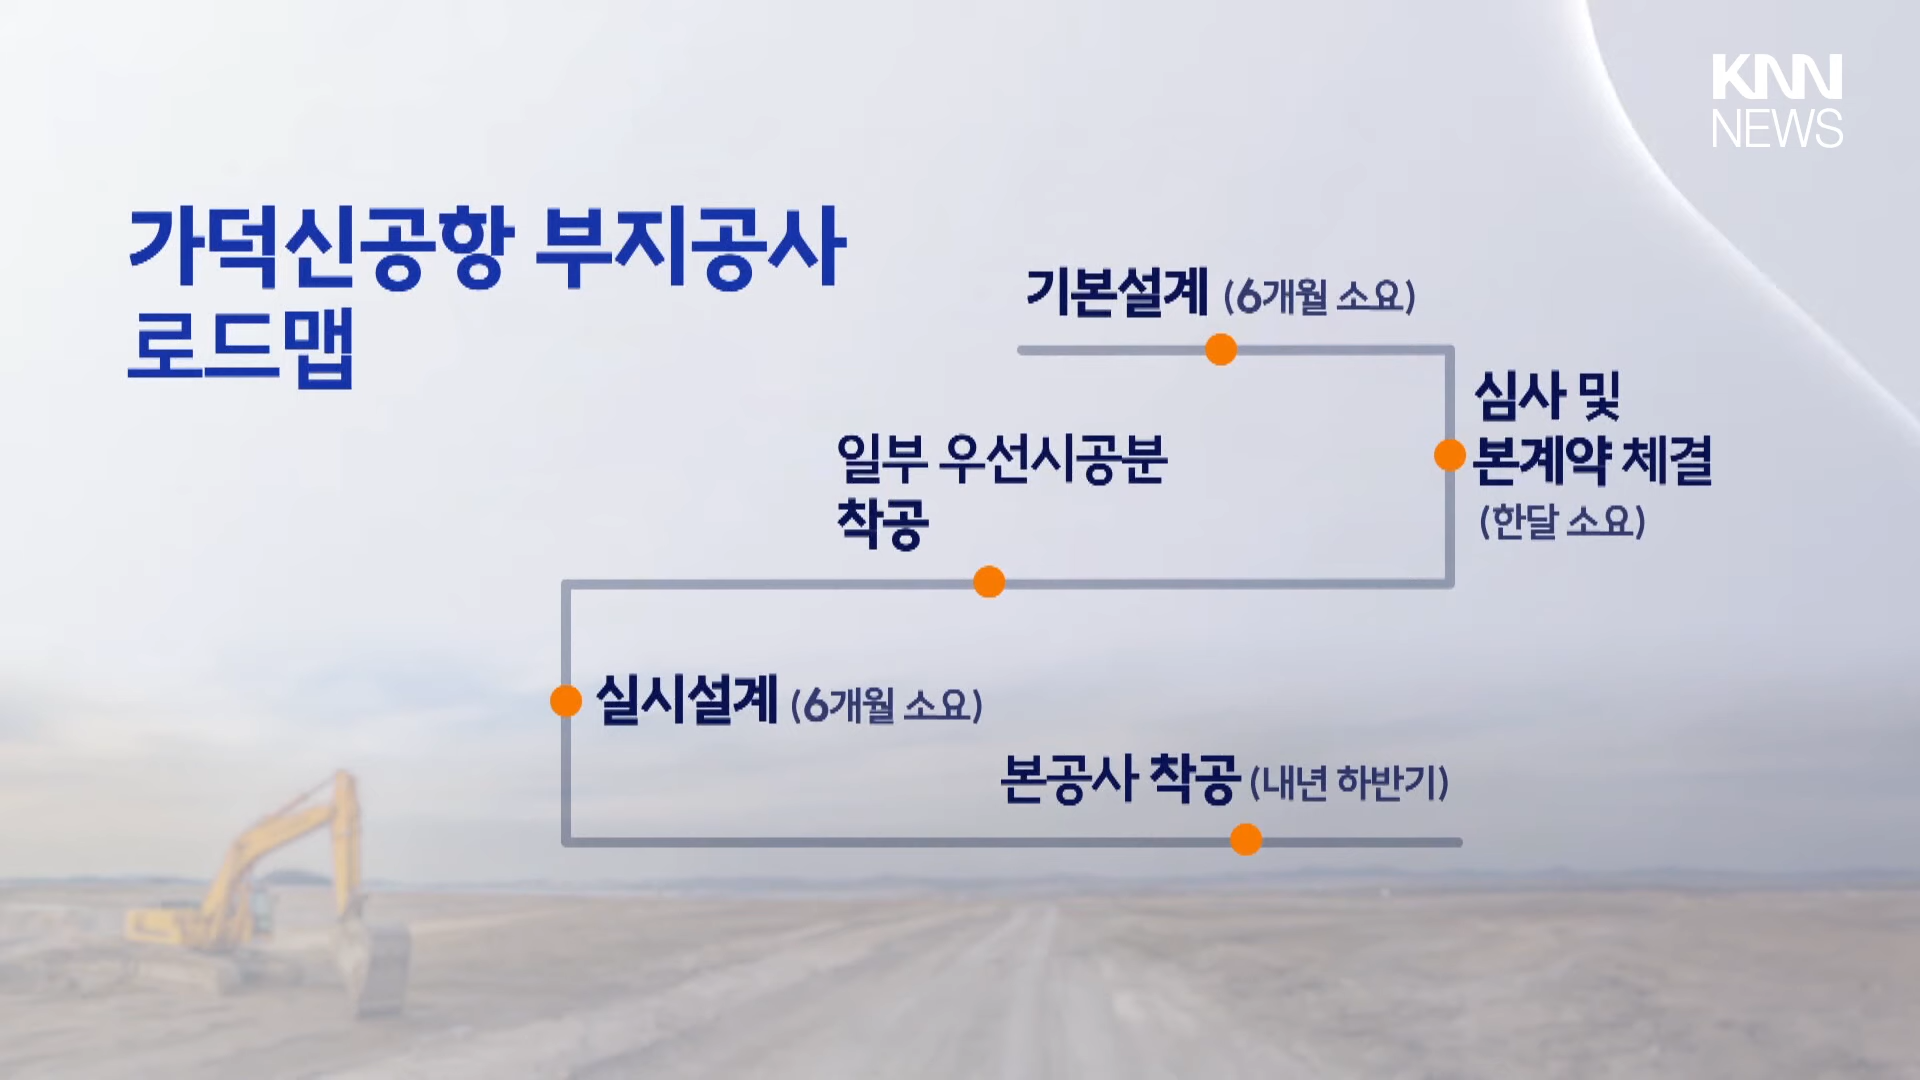 KNN
NEWS
가덕신공항 부지공사
로드맵
기본설계 (6개월 소요)
심사 및
본계약 체결
(한달 소요)
일부 우선시공분
착공
실시설계 (6개월 소요)
본공사 착공 (내년 하반기)